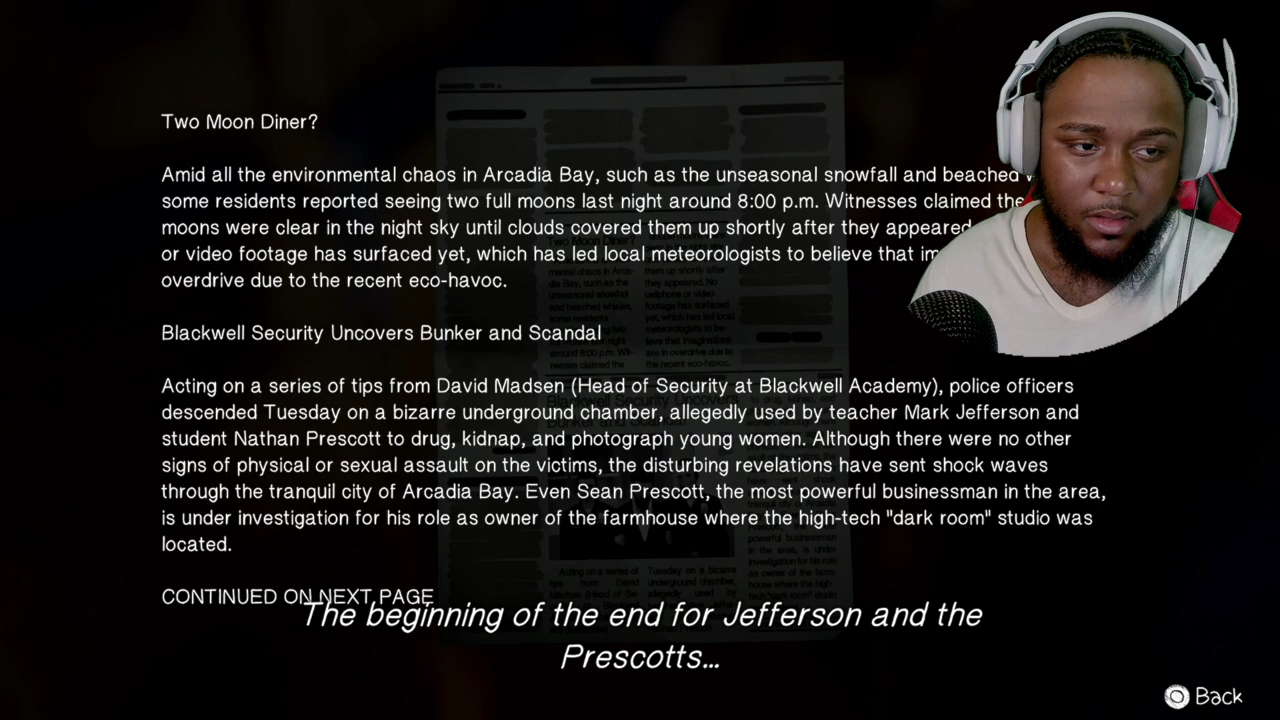 Two Moon Diner?
Amid all the environmental chaos in Arcadia Bay, such as the unseasonal snowfall and beached
some residents reported seeing two full moons last night around 8:00 p.m. Witnesses claimed the
moons were clear in the night sky until clouds covered them up shortly after they appeared
or video footage has surfaced yet, which has led local meteorologists to believe that im
overdrive due to the recent eco-havoc.
Blackwell Security Uncovers Bunker and Scandal
Acting on a series of tips from David Madsen (Head of Security at Blackwell Academy), police officers
descended Tuesday on a bizarre underground chamber, allegedly used by teacher Mark Jefferson and
student Nathan Prescott to drug, kidnap, and photograph young women. Although there were no other
signs of physical or sexual assault on the victims, the disturbing revelations have sent shock waves
through the tranquil city of Arcadia Bay. Even Sean Prescott, the most powerful businessman in the area,
is under investigation for his role as owner of the farmhouse where the high-tech "dark room" studio was
located.
CONTINUED ON NEXT PAGE
The beginning of the end for Jefferson and the
Prescotts...
Back